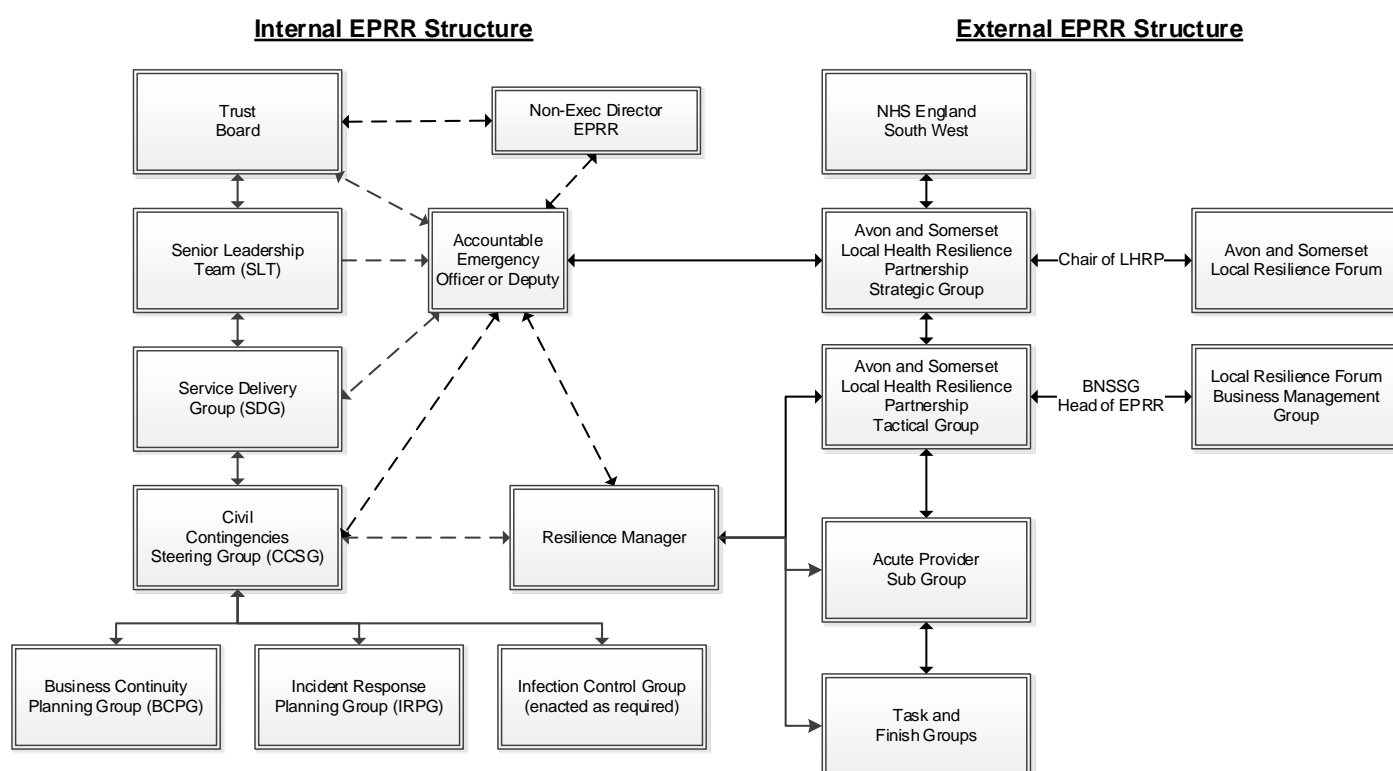 Internal EPRR Structure
External EPRR Structure
Trust
Board
Non-Exec Director
EPRR
NHS England
South West
Senior Leadership
Team (SLT)
Accountable
Emergency
Officer or Deputy
Avon and Somerset
Local Health Resilience
Partnership
Strategic Group
Chair of LHRP
Avon and Somerset
Local Resilience Forum
Service Delivery
Group (SDG)
Avon and Somerset
Local Health Resilience
Partnership
Tactical Group
BNSSG
Head of EPRR
Local Resilience Forum
Business Management
Group
Civil
Contingencies
Steering Group (CCSG)
Resilience Manager
Acute Provider
Sub Group
Business Continuity
Planning Group (BCPG)
Incident Response
Planning Group (IRPG)
Infection Control Group
(enacted as required)
Task and
Finish Groups